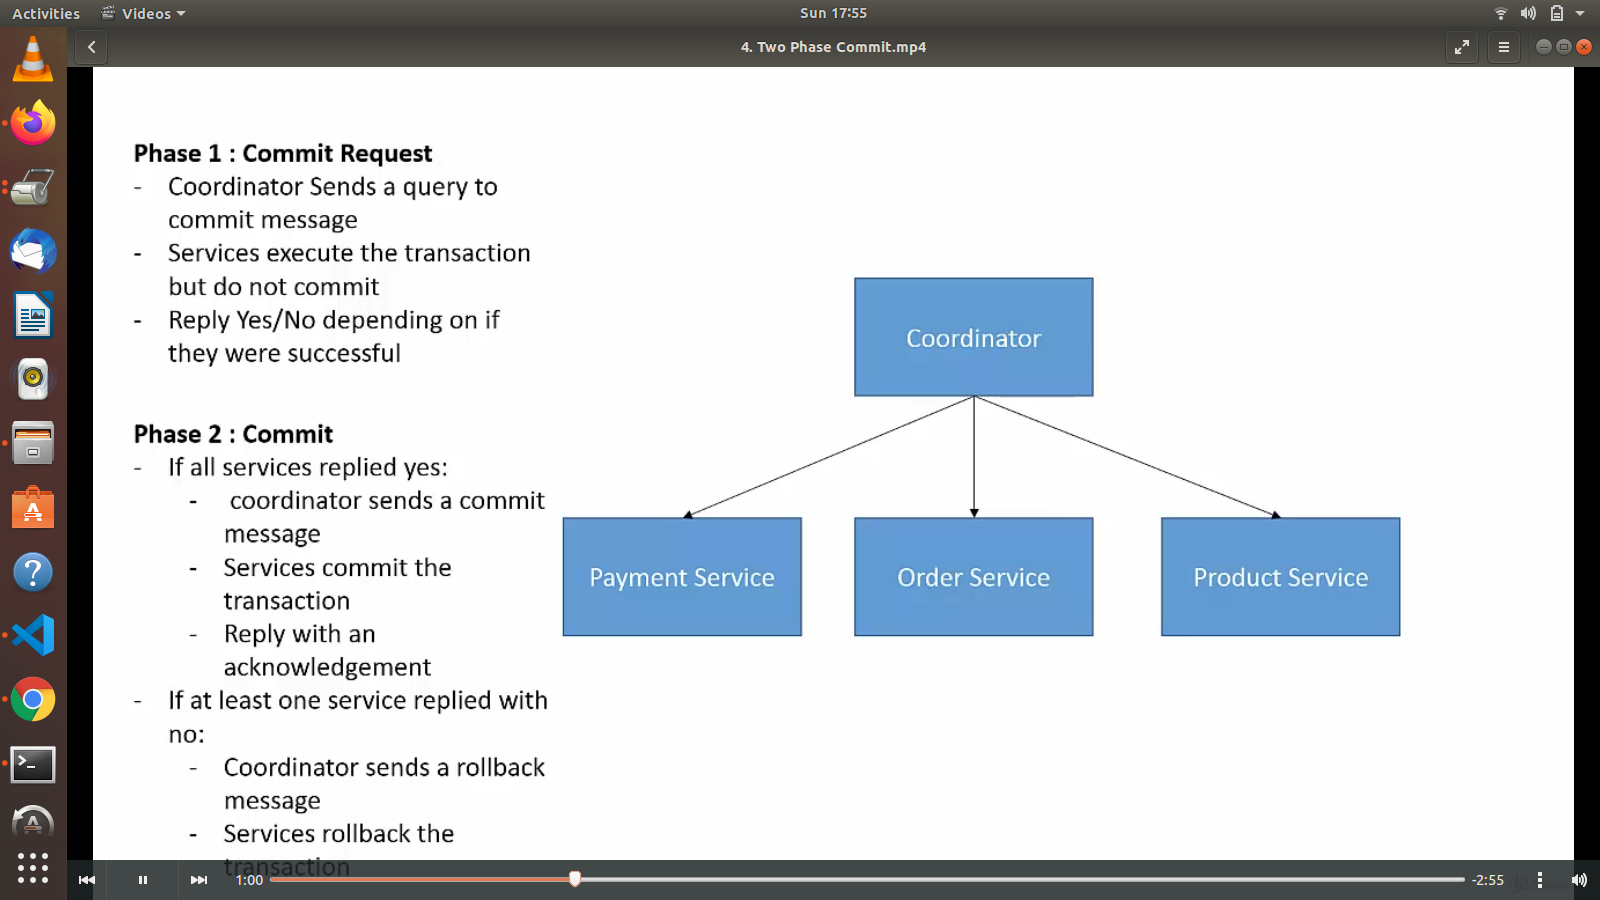 Activities
Videos
Sun 17:55
4. Two Phase Commit.mp4
Phase 1 : Commit Request
- Coordinator Sends a query to
commit message
- Services execute the transaction
but do not commit
- Reply Yes/No depending on if
they were successful
Phase 2 : Commit
- If all services replied yes:
- coordinator sends a commit
message
- Services commit the
transaction
- Reply with an
acknowledgement
- If at least one service replied with
no:
- Coordinator sends a rollback
message
- Services rollback the
transaction
Coordinator
Payment Service
Order Service
Product Service
1:00
-2:55